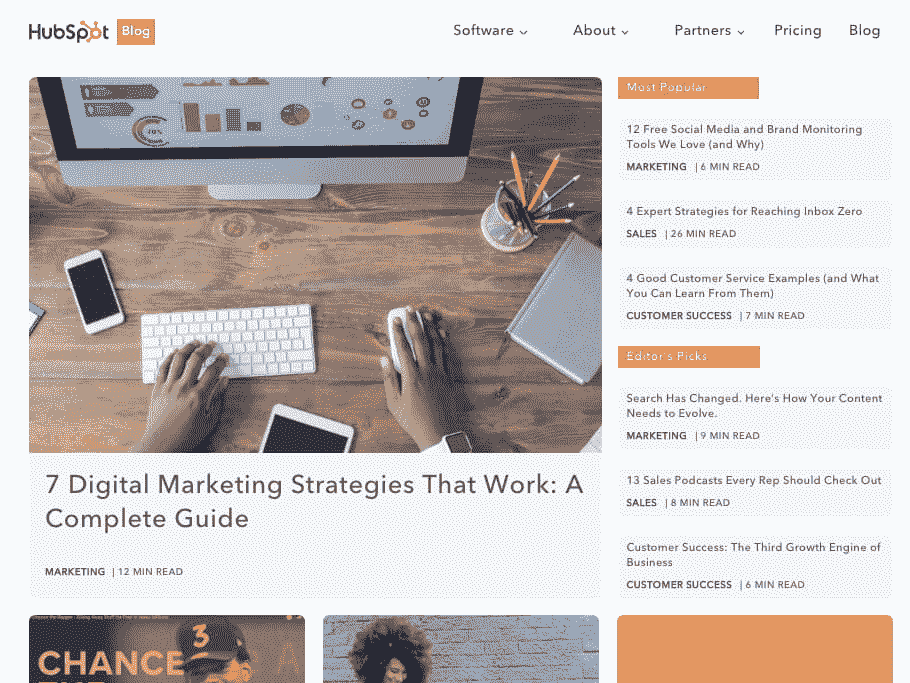 HubSpot Blog
Software
About
Partners
Pricing
Blog
70%
7 Digital Marketing Strategies That Work: A
Complete Guide
MARKETING | 12 MIN READ
Most Popular
12 Free Social Media and Brand Monitoring
Tools We Love (and Why)
MARKETING | 6 MIN READ
4 Expert Strategies for Reaching Inbox Zero
SALES | 26 MIN READ
4 Good Customer Service Examples (and What
You Can Learn From Them)
CUSTOMER SUCCESS | 7 MIN READ
Editor's Picks
Search Has Changed. Here's How Your Content
Needs to Evolve.
MARKETING | 9 MIN READ
13 Sales Podcasts Every Rep Should Check Out
SALES | 8 MIN READ
Customer Success: The Third Growth Engine of
Business
CUSTOMER SUCCESS | 6 MIN READ
3
CHANCE
THE